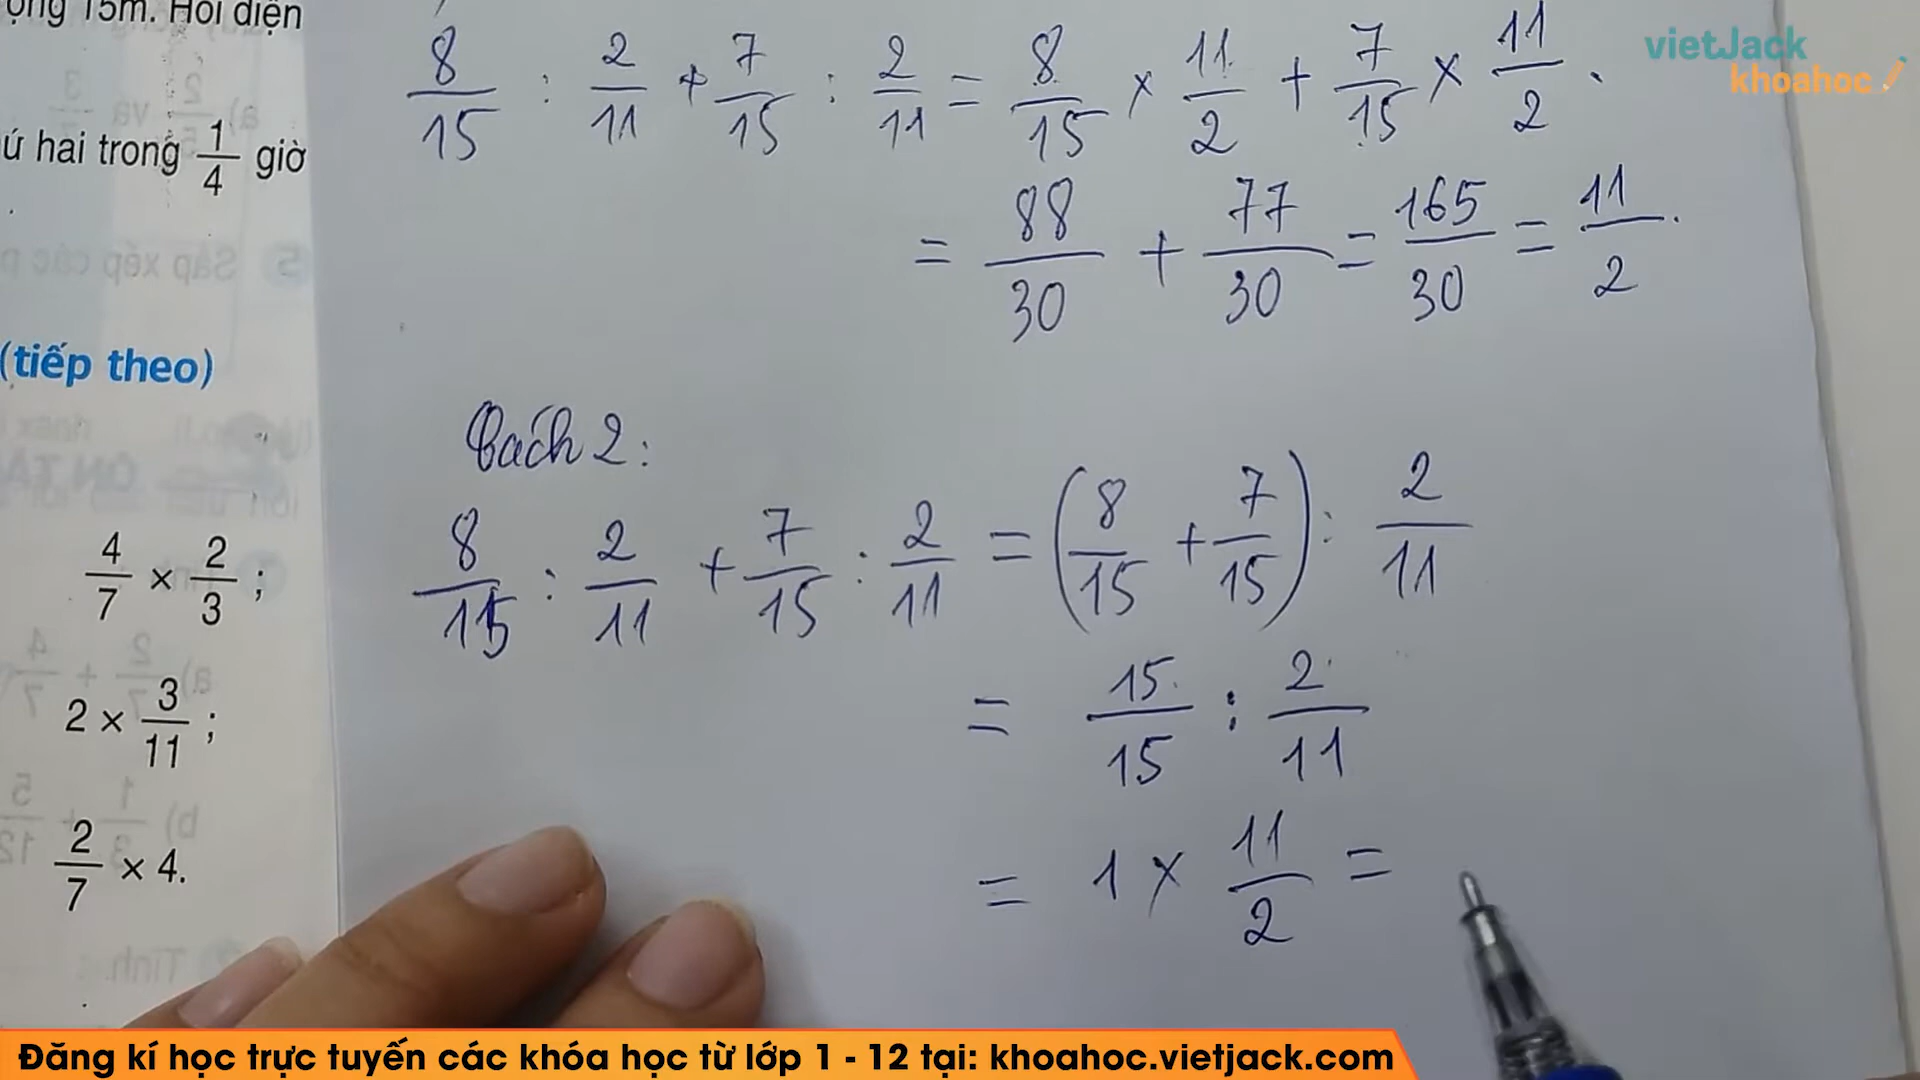 ộng 15m. Hỏi diện
ứ hai trong 1/4 giờ
(tiếp theo)
4/7 × 2/3 ;
2 × 3/11 ;
2/7 × 4.
vietJack
khoahoc
8/15 : 2/11 + 7/15 : 2/11 = 8/15 × 11/2 + 7/15 × 11/2 .
= 88/30 + 77/30 = 165/30 = 11/2 .
Cách 2:
8/15 : 2/11 + 7/15 : 2/11 = (8/15 + 7/15) : 2/11
= 15/15 : 2/11
= 1 × 11/2 =
Đăng kí học trực tuyến các khóa học từ lớp 1 - 12 tại: khoahoc.vietjack.com